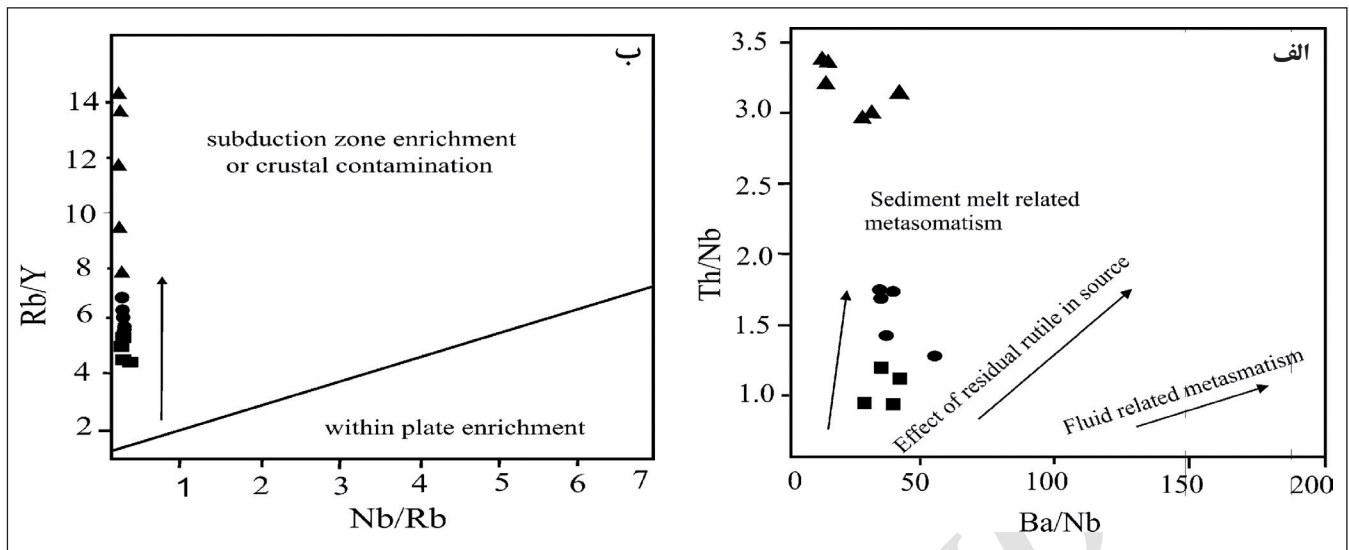 ب
14
12
10
8
6
4
2
Rb/Y
subduction zone enrichment
or crustal contamination
within plate enrichment
1 2 3 4 5 6 7
Nb/Rb
الف
3.5
3.0
2.5
2.0
1.5
1.0
Th/Nb
Sediment melt related
metasomatism
Effect of residual rutile in source
Fluid related metasmatism
0 50 100 150 200
Ba/Nb